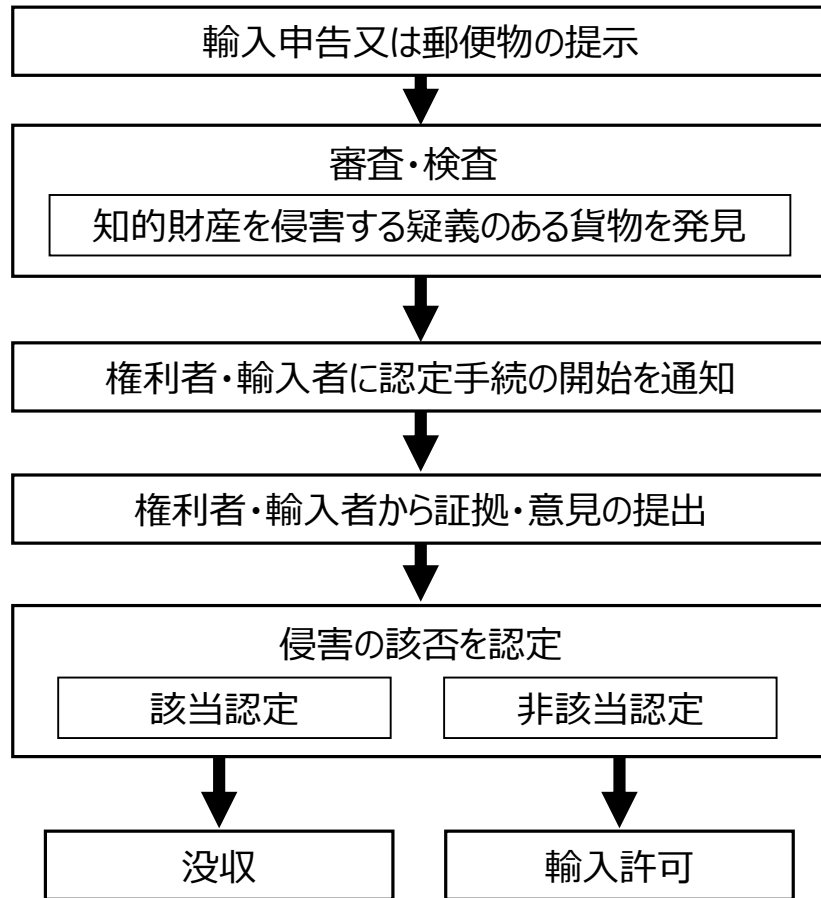 輸入申告又は郵便物の提示
審査・検査
知的財産を侵害する疑義のある貨物を発見
権利者・輸入者に認定手続の開始を通知
権利者・輸入者から証拠・意見の提出
侵害の該否を認定
該当認定
非該当認定
没収
輸入許可